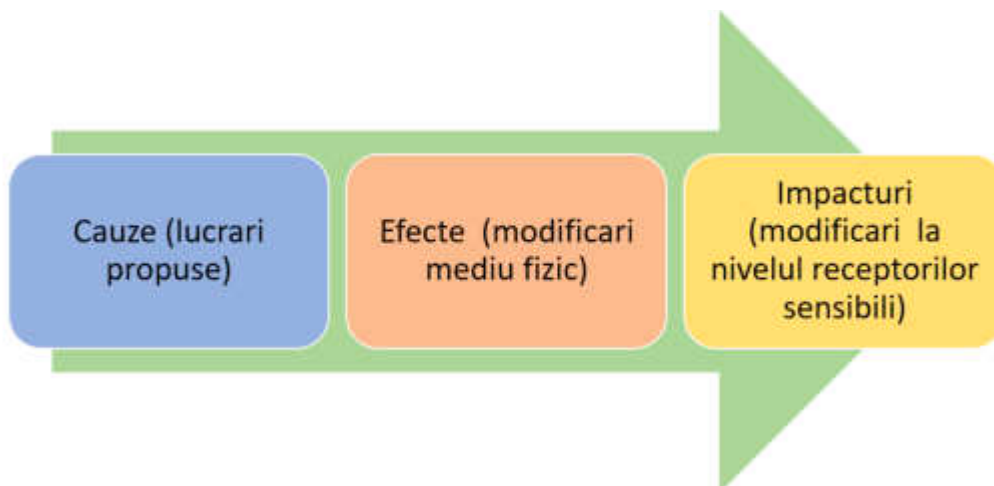 Cauze (lucrari
propuse)
Efecte  (modificari
mediu fizic)
Impacturi
(modificari  la
nivelul receptorilor
sensibili)